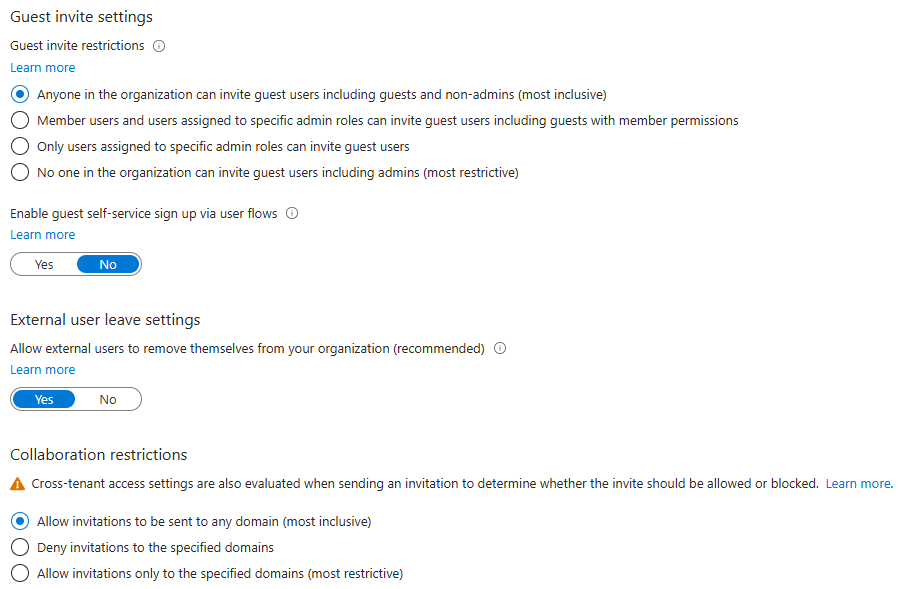 Guest invite settings
Guest invite restrictions
Learn more
Anyone in the organization can invite guest users including guests and non-admins (most inclusive)
Member users and users assigned to specific admin roles can invite guest users including guests with member permissions
Only users assigned to specific admin roles can invite guest users
No one in the organization can invite guest users including admins (most restrictive)
Enable guest self-service sign up via user flows
Learn more
Yes No
External user leave settings
Allow external users to remove themselves from your organization (recommended)
Learn more
Yes No
Collaboration restrictions
Cross-tenant access settings are also evaluated when sending an invitation to determine whether the invite should be allowed or blocked. Learn more.
Allow invitations to be sent to any domain (most inclusive)
Deny invitations to the specified domains
Allow invitations only to the specified domains (most restrictive)